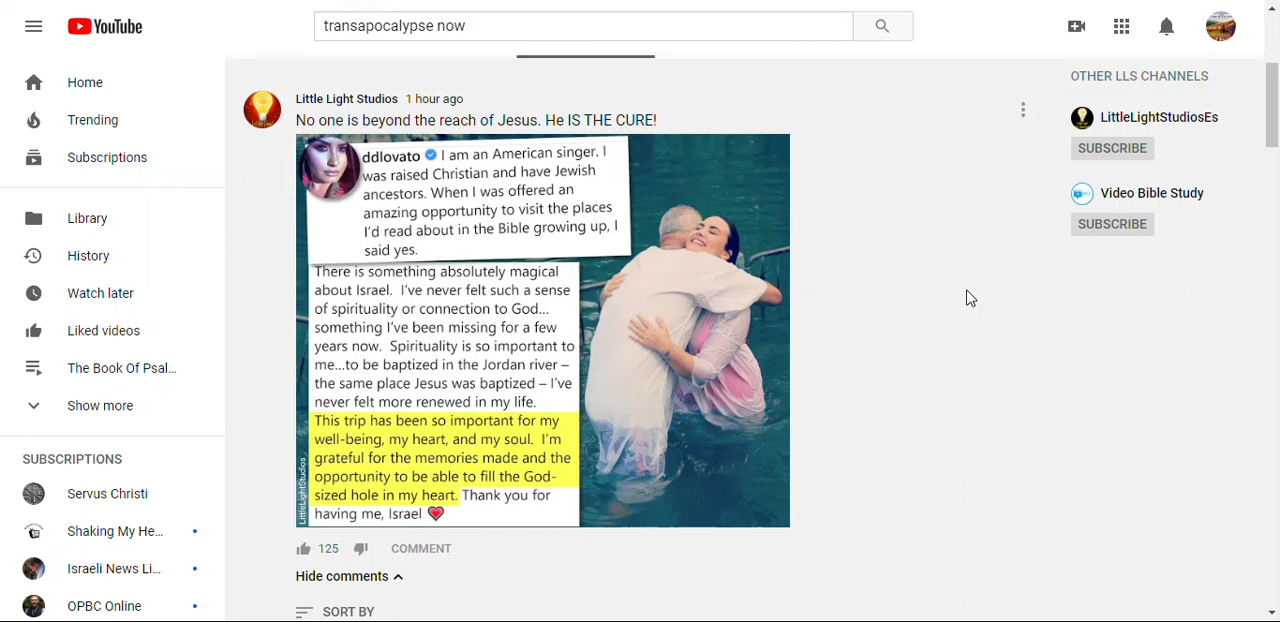 YouTube
transapocalypse now
Home
Trending
Subscriptions
Library
History
Watch later
Liked videos
The Book Of Psal...
Show more
SUBSCRIPTIONS
Servus Christi
Shaking My He...
Israeli News Li...
OPBC Online
Little Light Studios 1 hour ago
No one is beyond the reach of Jesus. He IS THE CURE!
ddlovato I am an American singer. I
was raised Christian and have Jewish
ancestors. When I was offered an
amazing opportunity to visit the places
I'd read about in the Bible growing up, I
said yes.
There is something absolutely magical
about Israel. I've never felt such a sense
of spirituality or connection to God...
something I've been missing for a few
years now. Spirituality is so important to
me...to be baptized in the Jordan river –
the same place Jesus was baptized – I've
never felt more renewed in my life.
This trip has been so important for my
well-being, my heart, and my soul. I'm
grateful for the memories made and the
opportunity to be able to fill the God-
sized hole in my heart. Thank you for
having me, Israel
LittleLightStudios
125 COMMENT
Hide comments
SORT BY
OTHER LLS CHANNELS
LittleLightStudiosEs
SUBSCRIBE
Video Bible Study
SUBSCRIBE